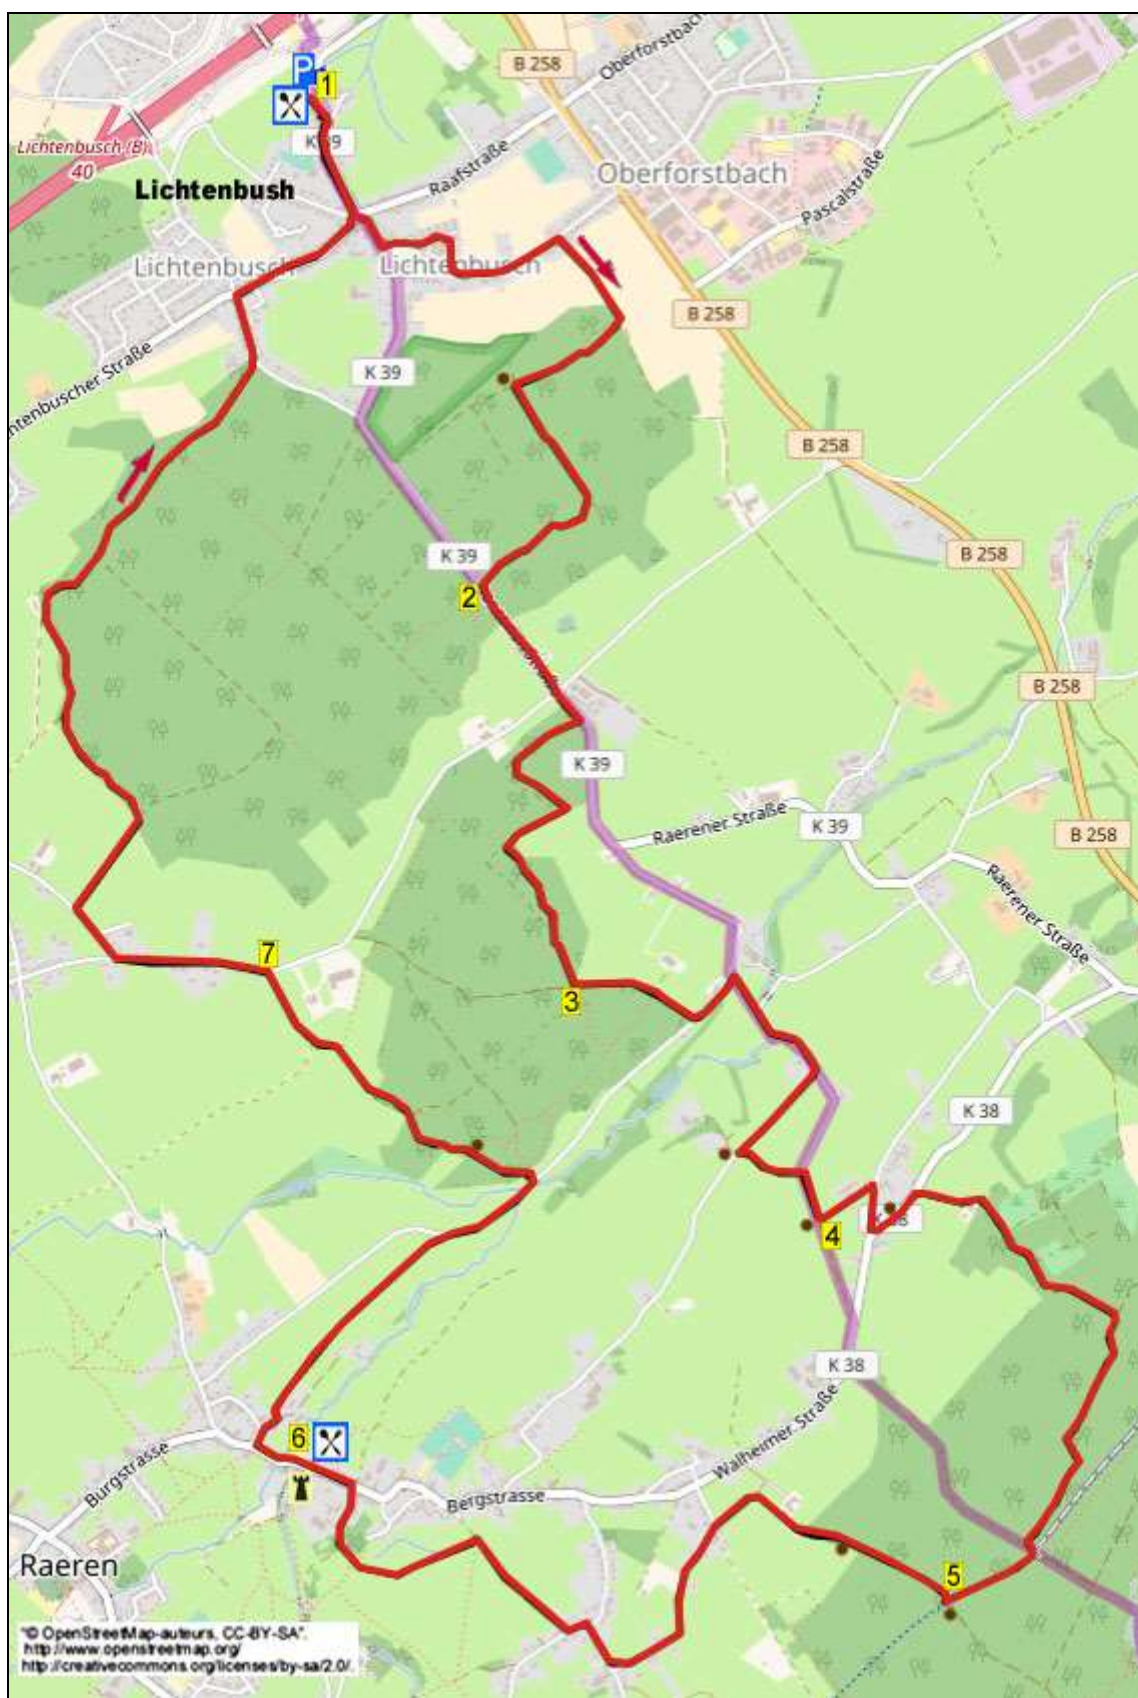 B 258
Oberforstbach
P
1
Lichtenbusch (B)
40
K 39
Raafstraße
Oberforstbach
Lichtenbush
Pascalstraße
Lichtenbusch
Lichtenbusch
B 258
K 39
ntenbuscher Straße
B 258
K 39
B 258
2
B 258
K 39
Raerener Straße
K 39
B 258
Raerener Straße
7
3
K 38
4
K 38
K 38
6
Walheimer Straße
Burgstrasse
Bergstrasse
Raeren
5
"© OpenStreetMap-auteurs, CC-BY-SA".
http://www.openstreetmap.org/
http://creativecommons.org/licenses/by-sa/2.0/.